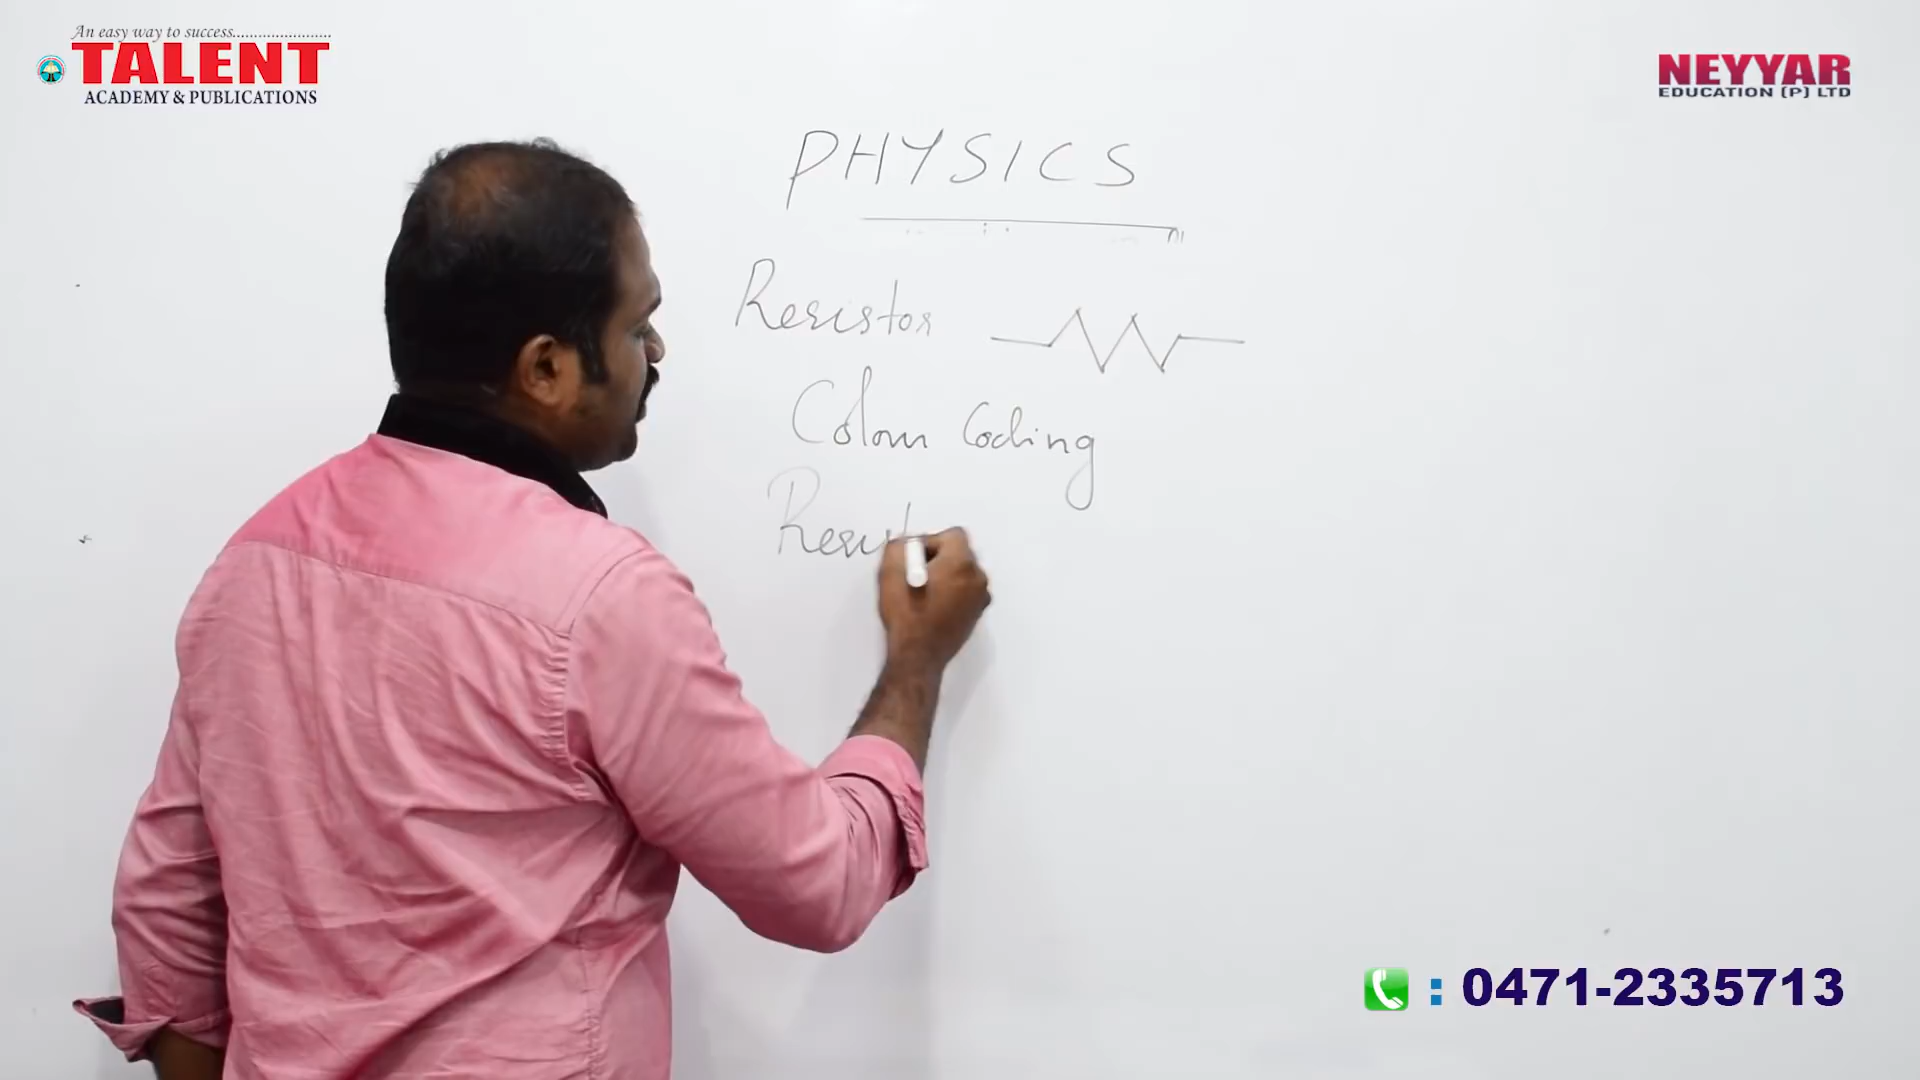 An easy way to success.......................
TALENT
ACADEMY & PUBLICATIONS
NEYYAR
EDUCATION (P) LTD
PHYSICS
Resistor
Colour Coding
: 0471-2335713